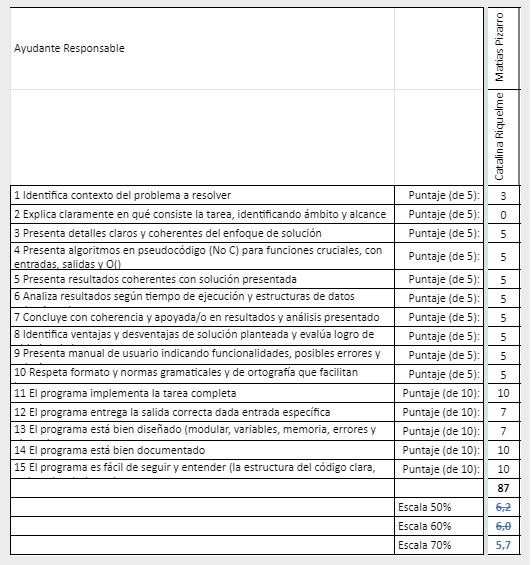 Ayudante Responsable Matias Pizarro
Catalina Riquelme
1 Identifica contexto del problema a resolver Puntaje (de 5): 3
2 Explica claramente en qué consiste la tarea, identificando ámbito y alcance Puntaje (de 5): 0
3 Presenta detalles claros y coherentes del enfoque de solución Puntaje (de 5): 5
4 Presenta algoritmos en pseudocódigo (No C) para funciones cruciales, con
entradas, salidas y O() Puntaje (de 5): 5
5 Presenta resultados coherentes con solución presentada Puntaje (de 5): 5
6 Analiza resultados según tiempo de ejecución y estructuras de datos Puntaje (de 5): 5
7 Concluye con coherencia y apoyada/o en resultados y análisis presentado Puntaje (de 5): 5
8 Identifica ventajas y desventajas de solución planteada y evalúa logro de Puntaje (de 5): 5
9 Presenta manual de usuario indicando funcionalidades, posibles errores y Puntaje (de 5): 5
10 Respeta formato y normas gramaticales y de ortografía que facilitan Puntaje (de 5): 5
11 El programa implementa la tarea completa Puntaje (de 10): 10
12 El programa entrega la salida correcta dada entrada específica Puntaje (de 10): 7
13 El programa está bien diseñado (modular, variables, memoria, errores y Puntaje (de 10): 7
14 El programa está bien documentado Puntaje (de 10): 10
15 El programa es fácil de seguir y entender (la estructura del código clara, Puntaje (de 10): 10
87
Escala 50% 6,2
Escala 60% 6,0
Escala 70% 5,7